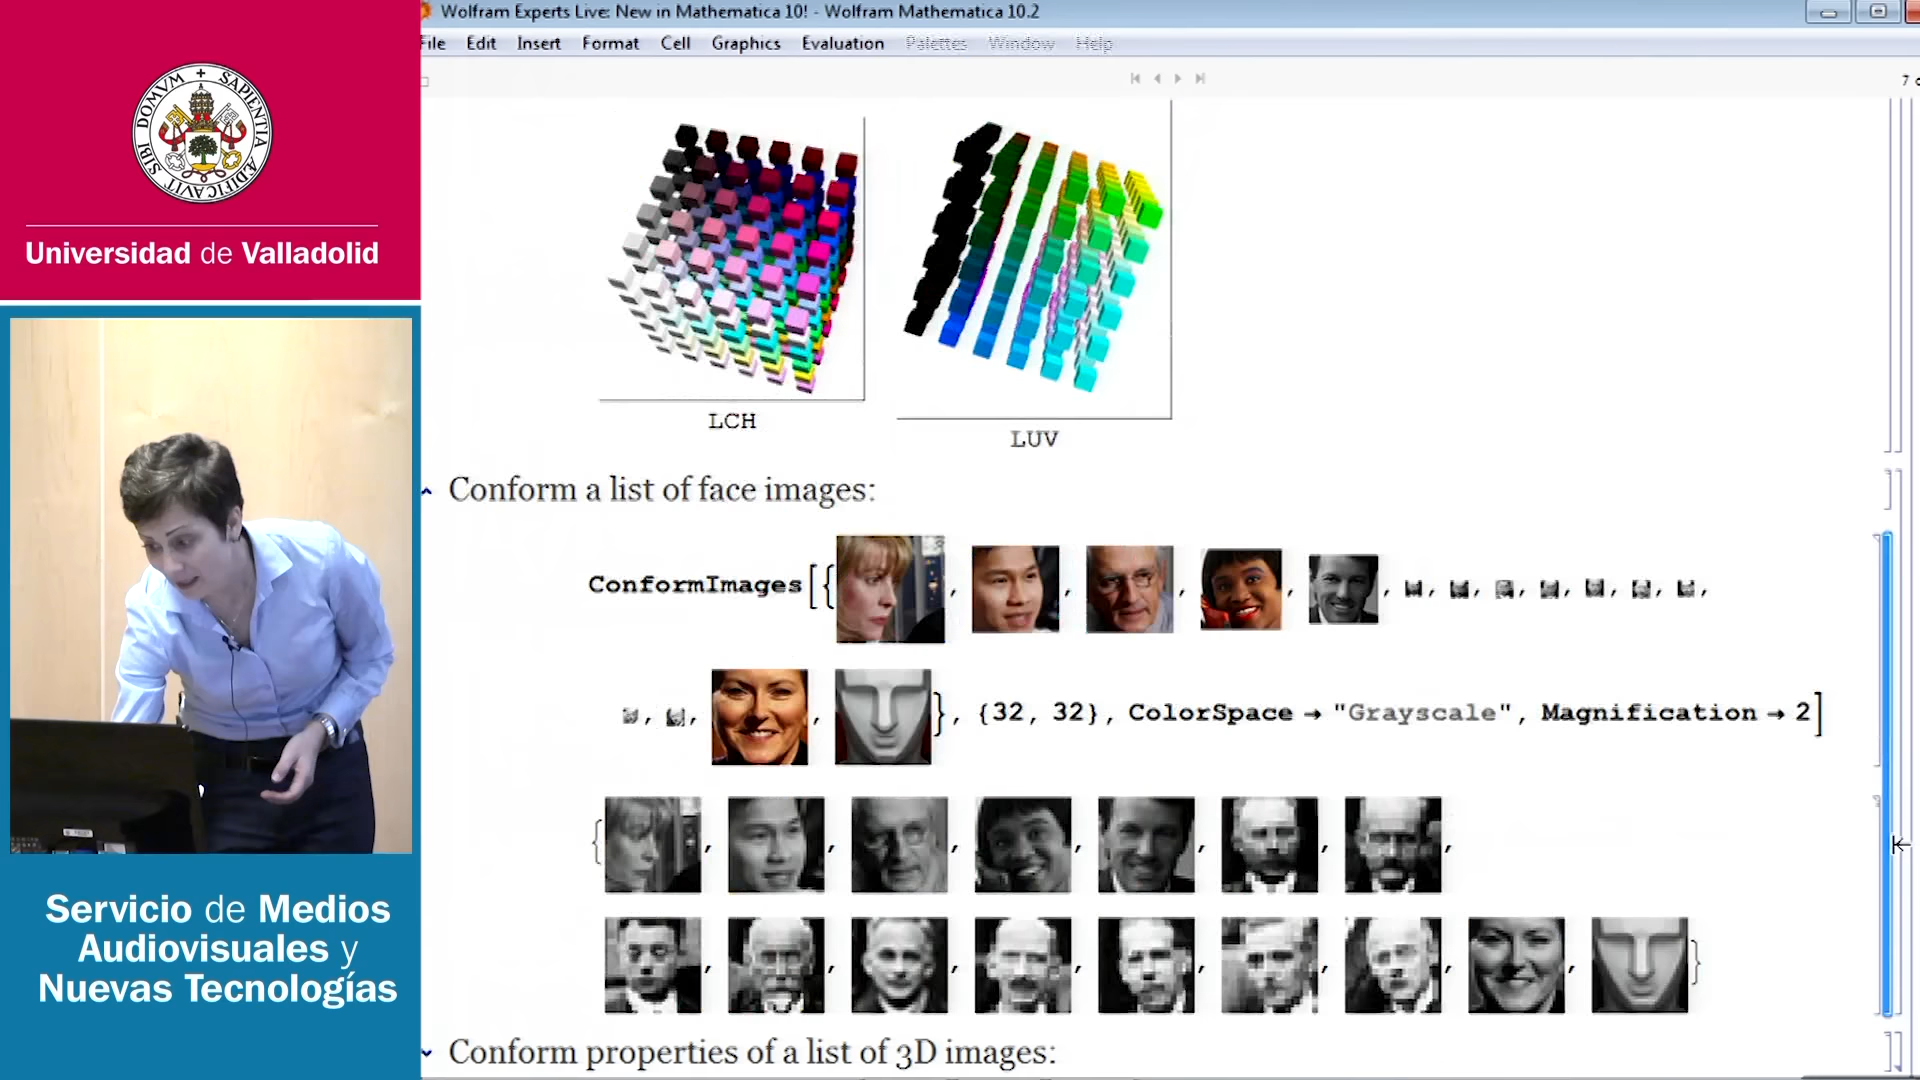 Wolfram Experts Live: New in Mathematica 10! - Wolfram Mathematica 10.2
File Edit Insert Format Cell Graphics Evaluation Palettes Window Help
7
SIBI DOMVM SAPIENTIA AEDIFICAVIT
Universidad de Valladolid
LCH
LUV
Conform a list of face images:
ConformImages[{ , , , , , , , , , , , ,
, , , }, {32, 32}, ColorSpace → "Grayscale", Magnification → 2]
{ , , , , , , ,
, , , , , , , , }
Conform properties of a list of 3D images:
Servicio de Medios
Audiovisuales y
Nuevas Tecnologías